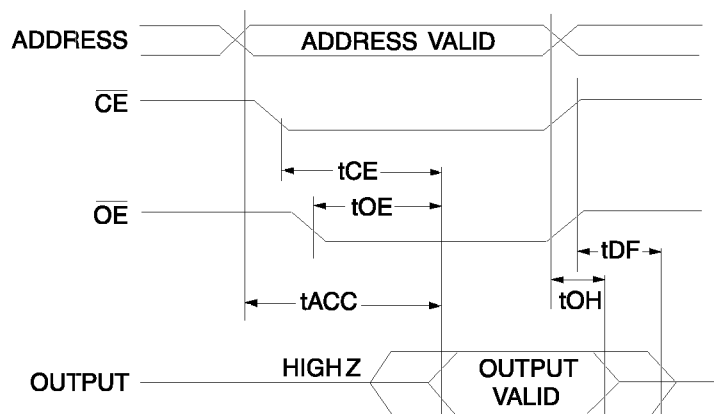 ADDRESS
ADDRESS VALID
CE
tCE
OE
tOE
tDF
tACC
tOH
OUTPUT
HIGH Z
OUTPUT
VALID